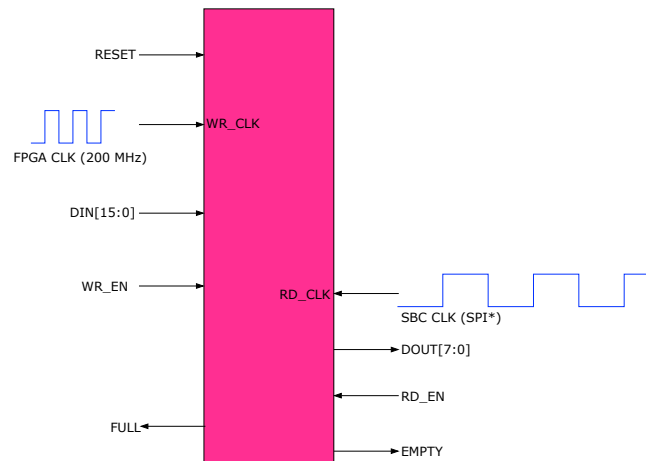 RESET
WR_CLK
FPGA CLK (200 MHz)
DIN[15:0]
WR_EN
RD_CLK
SBC CLK (SPI*)
DOUT[7:0]
RD_EN
FULL
EMPTY